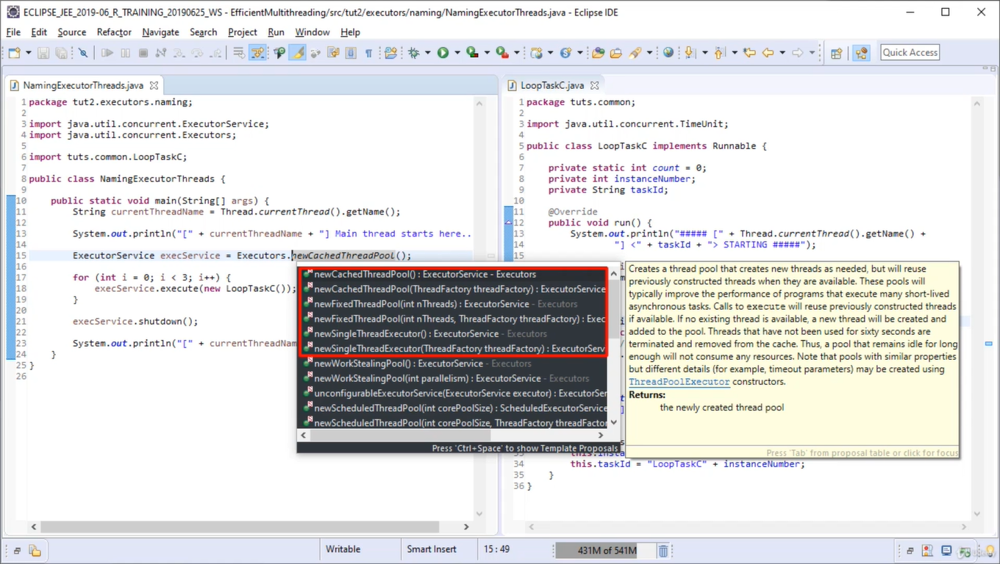 ECLIPSE_JEE_2019-06_R_TRAINING_20190625_WS - EfficientMultithreading/src/tut2/executors/naming/NamingExecutorThreads.java - Eclipse IDE
File Edit Source Refactor Navigate Search Project Run Window Help
Quick Access
NamingExecutorThreads.java
1 package tut2.executors.naming;
2
3 import java.util.concurrent.ExecutorService;
4 import java.util.concurrent.Executors;
5
6 import tuts.common.LoopTaskC;
7
8 public class NamingExecutorThreads {
9
10 public static void main(String[] args) {
11 String currentThreadName = Thread.currentThread().getName();
12
13 System.out.println("[" + currentThreadName + "] Main thread starts here..
14
15 ExecutorService execService = Executors.newCachedThreadPool();
16
17 for (int i = 0; i < 3; i++) {
18 execService.execute(new LoopTaskC());
19 }
20
21 execService.shutdown();
22
23 System.out.println("[" + currentThreadNam
24 }
25 }
26
newCachedThreadPool() : ExecutorService - Executors
newCachedThreadPool(ThreadFactory threadFactory) : ExecutorService
newFixedThreadPool(int nThreads) : ExecutorService - Executors
newFixedThreadPool(int nThreads, ThreadFactory threadFactory) : Exec
newSingleThreadExecutor() : ExecutorService - Executors
newSingleThreadExecutor(ThreadFactory threadFactory) : ExecutorServ
newWorkStealingPool() : ExecutorService - Executors
newWorkStealingPool(int parallelism) : ExecutorService - Executors
unconfigurableExecutorService(ExecutorService executor) : ExecutorSer
newScheduledThreadPool(int corePoolSize) : ScheduledExecutorService
newScheduledThreadPool(int corePoolSize, ThreadFactory threadFactor
Press 'Ctrl+Space' to show Template Proposals
LoopTaskC.java
1 package tuts.common;
2
3 import java.util.concurrent.TimeUnit;
4
5 public class LoopTaskC implements Runnable {
6
7 private static int count = 0;
8 private int instanceNumber;
9 private String taskId;
10
11 @Override
12 public void run() {
13 System.out.println("##### [" + Thread.currentThread().getName() +
14 "] <" + taskId + "> STARTING #####");
15
Creates a thread pool that creates new threads as needed, but will reuse
previously constructed threads when they are available. These pools will
typically improve the performance of programs that execute many short-lived
asynchronous tasks. Calls to execute will reuse previously constructed threads
if available. If no existing thread is available, a new thread will be created and
added to the pool. Threads that have not been used for sixty seconds are
terminated and removed from the cache. Thus, a pool that remains idle for long
enough will not consume any resources. Note that pools with similar properties
but different details (for example, timeout parameters) may be created using
ThreadPoolExecutor constructors.
Returns:
the newly created thread pool
Press 'Tab' from proposal table or click for focus
33 this.insta
34 this.taskId = "LoopTaskC" + instanceNumber;
35 }
36 }
Writable Smart Insert 15 : 49 431M of 541M